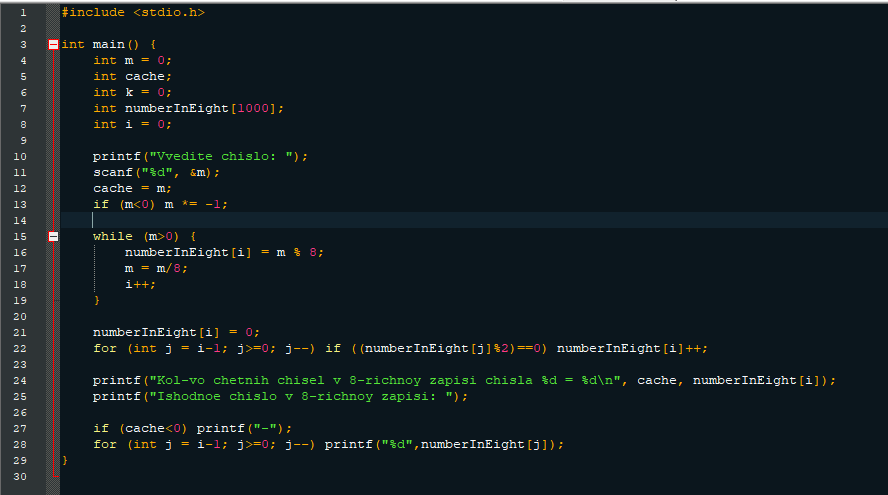 1 #include <stdio.h>
2
3 int main() {
4     int m = 0;
5     int cache;
6     int k = 0;
7     int numberInEight[1000];
8     int i = 0;
9
10     printf("Vvedite chislo: ");
11     scanf("%d", &m);
12     cache = m;
13     if (m<0) m *= -1;
14
15     while (m>0) {
16         numberInEight[i] = m % 8;
17         m = m/8;
18         i++;
19     }
20
21     numberInEight[i] = 0;
22     for (int j = i-1; j>=0; j--) if ((numberInEight[j]%2)==0) numberInEight[i]++;
23
24     printf("Kol-vo chetnih chisel v 8-richnoy zapisi chisla %d = %d\n", cache, numberInEight[i]);
25     printf("Ishodnoe chislo v 8-richnoy zapisi: ");
26
27     if (cache<0) printf("-");
28     for (int j = i-1; j>=0; j--) printf("%d",numberInEight[j]);
29 }
30